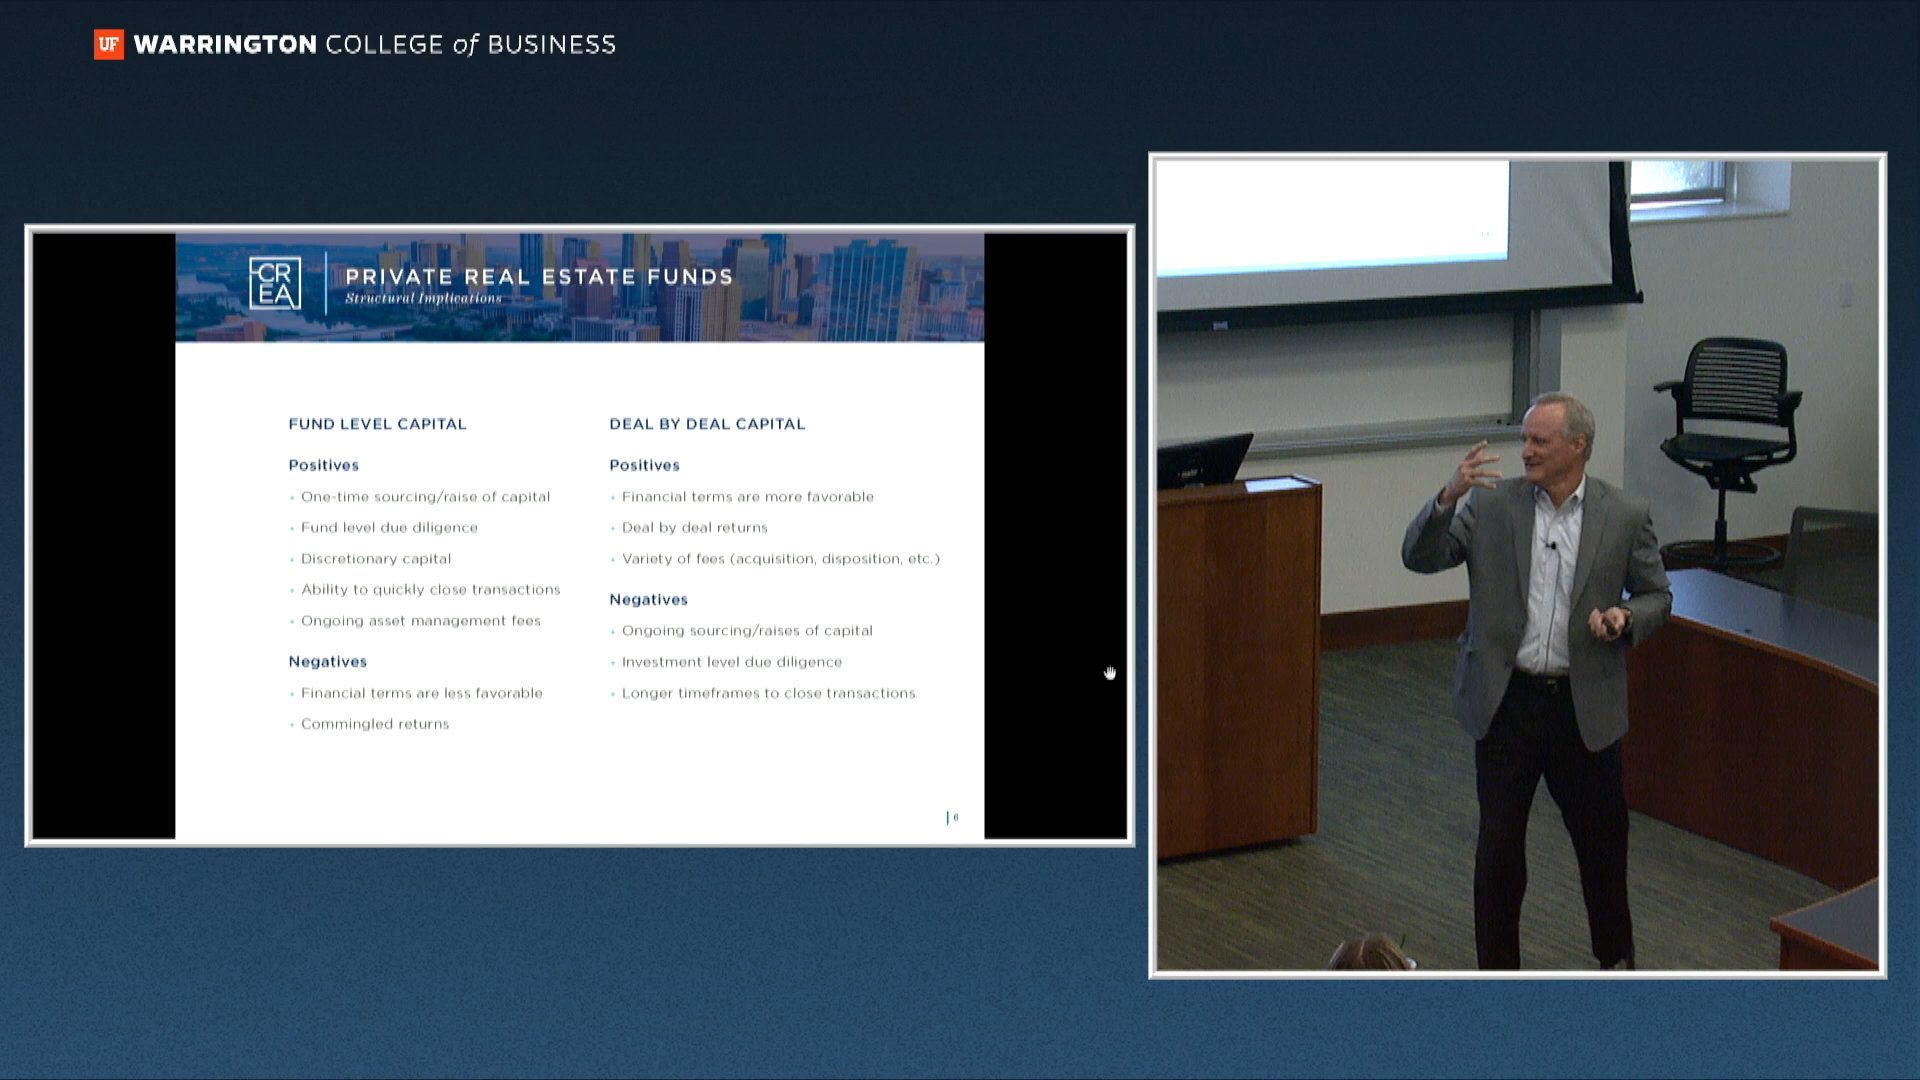 UF WARRINGTON COLLEGE of BUSINESS
CR
EA
PRIVATE REAL ESTATE FUNDS
Structural Implications
FUND LEVEL CAPITAL
Positives
One-time sourcing/raise of capital
Fund level due diligence
Discretionary capital
Ability to quickly close transactions
Ongoing asset management fees
Negatives
Financial terms are less favorable
Commingled returns
DEAL BY DEAL CAPITAL
Positives
Financial terms are more favorable
Deal by deal returns
Variety of fees (acquisition, disposition, etc.)
Negatives
Ongoing sourcing/raises of capital
Investment level due diligence
Longer timeframes to close transactions
6